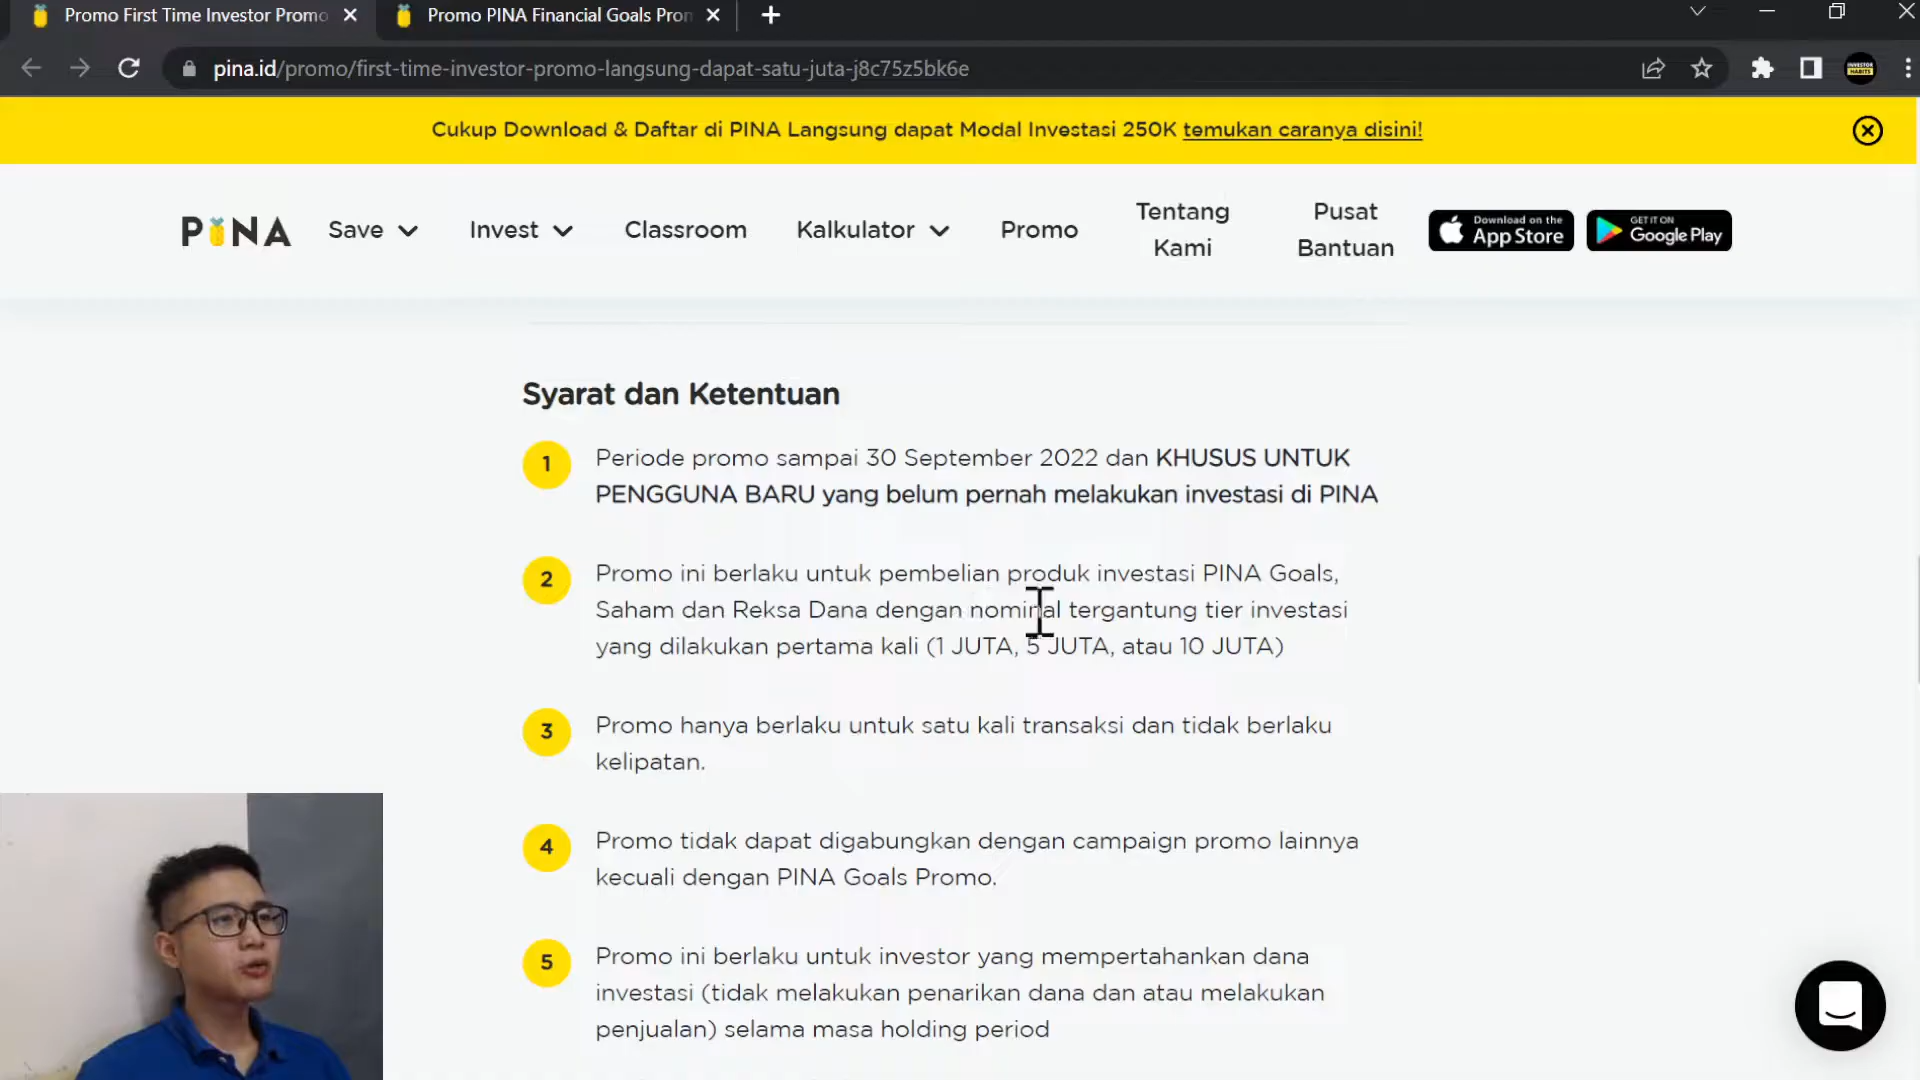 Promo First Time Investor Promo
Promo PINA Financial Goals Pro
pina.id/promo/first-time-investor-promo-langsung-dapat-satu-juta-j8c75z5bk6e
INVESTOR
HABITS
Cukup Download & Daftar di PINA Langsung dapat Modal Investasi 250K temukan caranya disini!
PINA
Save
Invest
Classroom
Kalkulator
Promo
Tentang
Kami
Pusat
Bantuan
Download on the
App Store
GET IT ON
Google Play
Syarat dan Ketentuan
1
Periode promo sampai 30 September 2022 dan KHUSUS UNTUK
PENGGUNA BARU yang belum pernah melakukan investasi di PINA
2
Promo ini berlaku untuk pembelian produk investasi PINA Goals,
Saham dan Reksa Dana dengan nominal tergantung tier investasi
yang dilakukan pertama kali (1 JUTA, 5 JUTA, atau 10 JUTA)
3
Promo hanya berlaku untuk satu kali transaksi dan tidak berlaku
kelipatan.
4
Promo tidak dapat digabungkan dengan campaign promo lainnya
kecuali dengan PINA Goals Promo.
5
Promo ini berlaku untuk investor yang mempertahankan dana
investasi (tidak melakukan penarikan dana dan atau melakukan
penjualan) selama masa holding period